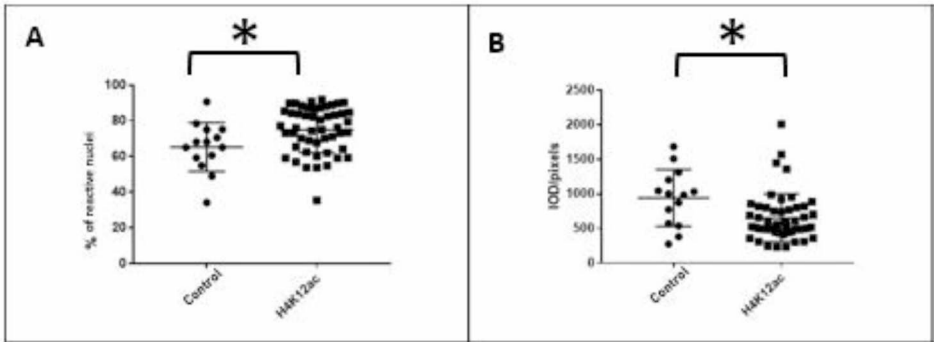 A
*
% of reactive nuclei
100
80
60
40
20
0
Control
H4K12ac
B
*
IOD/pixels
2500
2000
1500
1000
500
0
Control
H4K12ac